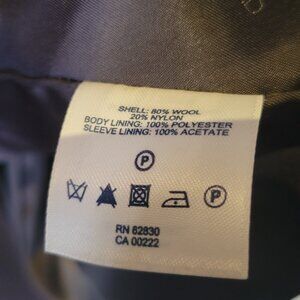 SHELL: 80% WOOL
20% NYLON
BODY LINING: 100% POLYESTER
SLEEVE LINING: 100% ACETATE
P
P
RN 62830
CA 00222